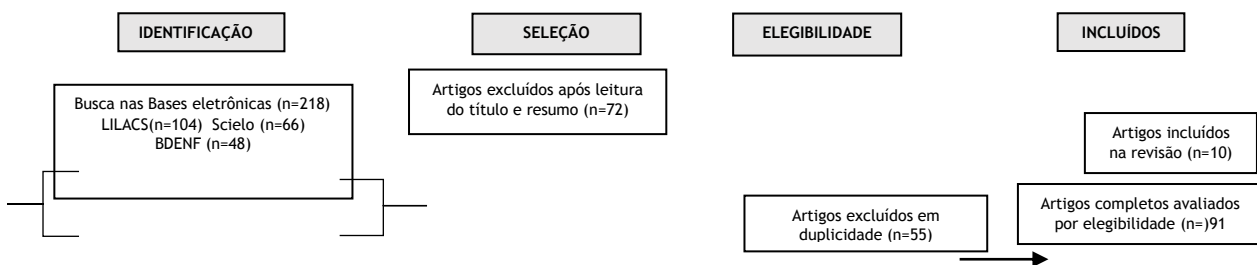 IDENTIFICAÇÃO
SELEÇÃO
ELEGIBILIDADE
INCLUÍDOS
Busca nas Bases eletrônicas (n=218)
LILACS(n=104) Scielo (n=66)
BDENF (n=48)
Artigos excluídos após leitura
do título e resumo (n=72)
Artigos excluídos em
duplicidade (n=55)
Artigos incluídos
na revisão (n=10)
Artigos completos avaliados
por elegibilidade (n=)91